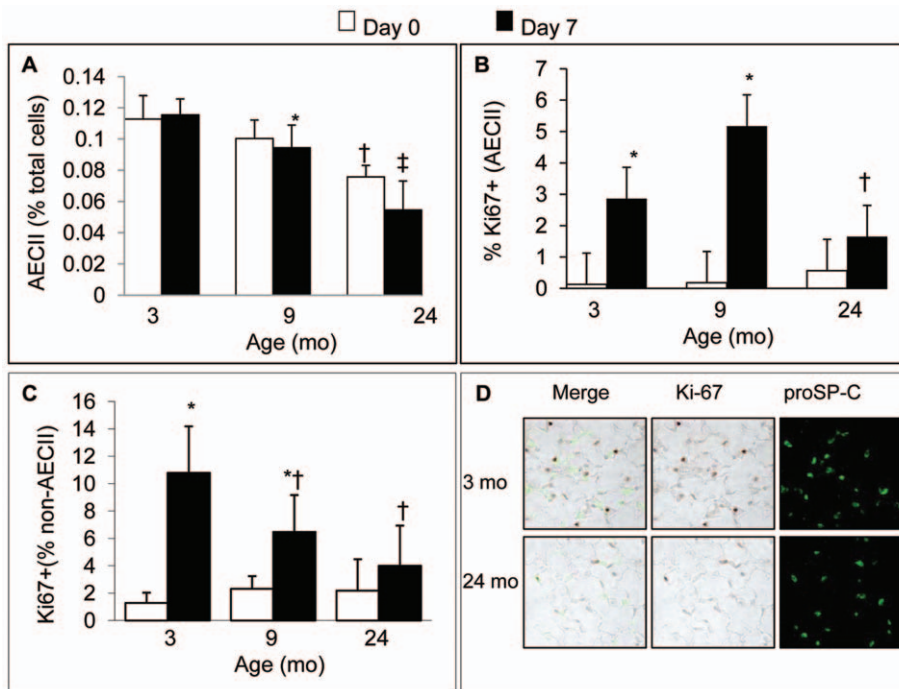 Day 0 Day 7
A
AECII (% total cells)
0.14
0.12
0.1
0.08
0.06
0.04
0.02
0
*
†
‡
3 9 24
Age (mo)
B
% Ki67+ (AECII)
7
6
5
4
3
2
1
0
*
*
†
3 9 24
Age (mo)
C
Ki67+(% non-AECII)
16
14
12
10
8
6
4
2
0
*
*†
†
3 9 24
Age (mo)
D
Merge Ki-67 proSP-C
3 mo
24 mo